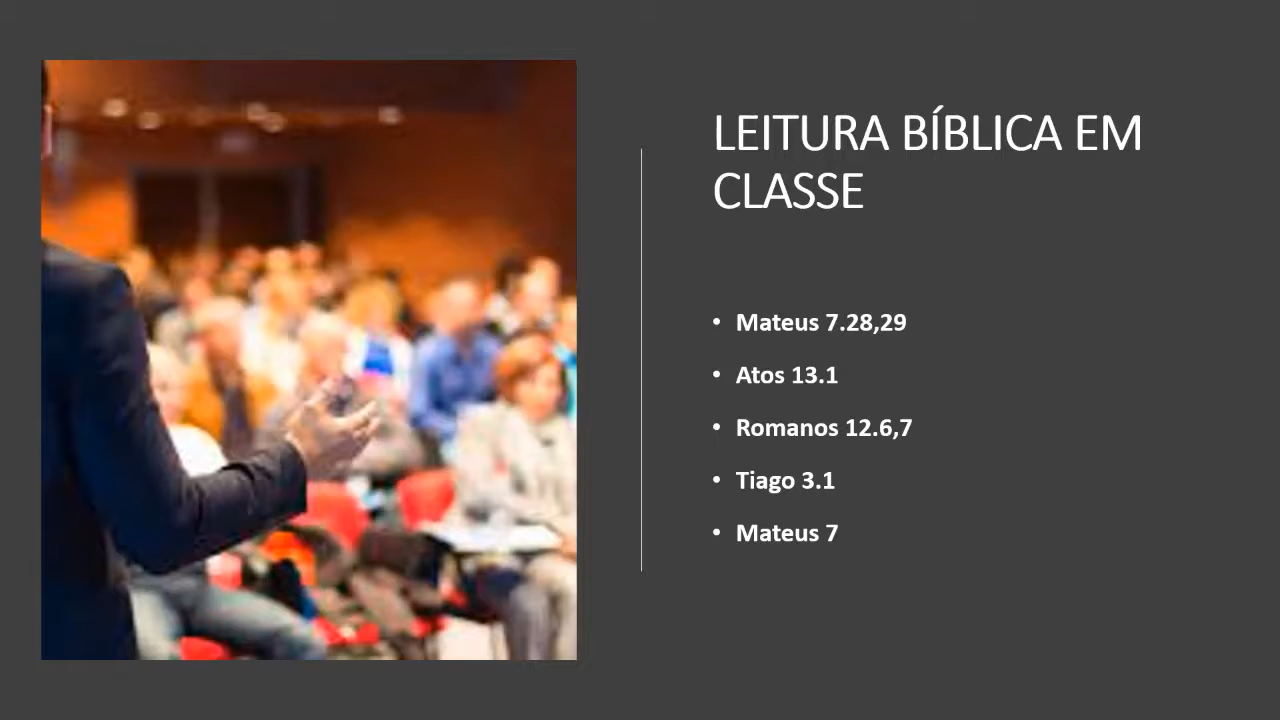 LEITURA BÍBLICA EM
CLASSE
• Mateus 7.28,29
• Atos 13.1
• Romanos 12.6,7
• Tiago 3.1
• Mateus 7